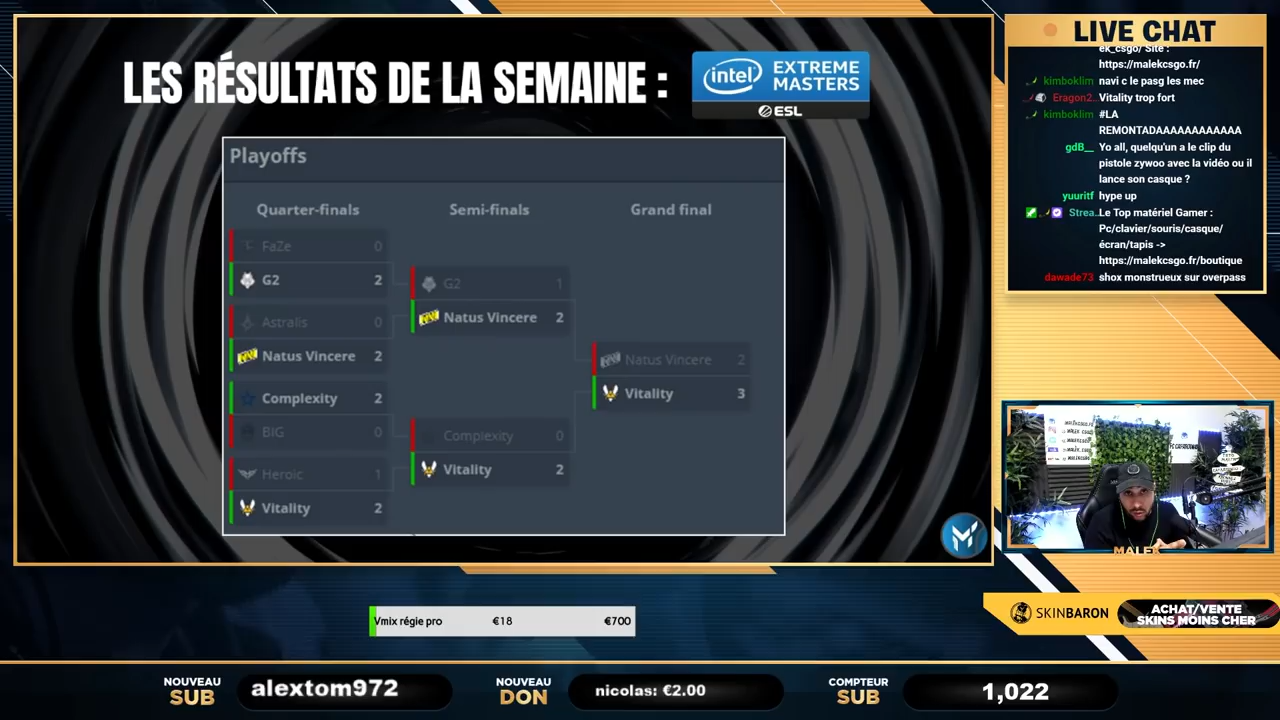 LES RÉSULTATS DE LA SEMAINE :
intel EXTREME
MASTERS
ESL
Playoffs
Quarter-finals
Semi-finals
Grand final
FaZe 0
G2 2
Astralis 0
Natus Vincere 2
Complexity 2
BIG 0
Heroic 1
Vitality 2
G2 1
Natus Vincere 2
Complexity 0
Vitality 2
Natus Vincere 2
Vitality 3
LIVE CHAT
ek_csgo/ Site :
https://malekcsgo.fr/
kimboklim navi c le pasg les mec
Eragon2.. Vitality trop fort
kimboklim #LA
REMONTADAAAAAAAAAAAA
gdB__ Yo all, quelqu'un a le clip du
pistole zywoo avec la vidéo ou il
lance son casque ?
yuuritf hype up
Strea.. Le Top matériel Gamer :
Pc/clavier/souris/casque/
écran/tapis ->
https://malekcsgo.fr/boutique
dawade73 shox monstrueux sur overpass
MALEK
SKINBARON
ACHAT/VENTE
SKINS MOINS CHER
Vmix régie pro €18 €700
NOUVEAU
SUB
alextom972
NOUVEAU
DON
nicolas: €2.00
COMPTEUR
SUB
1,022